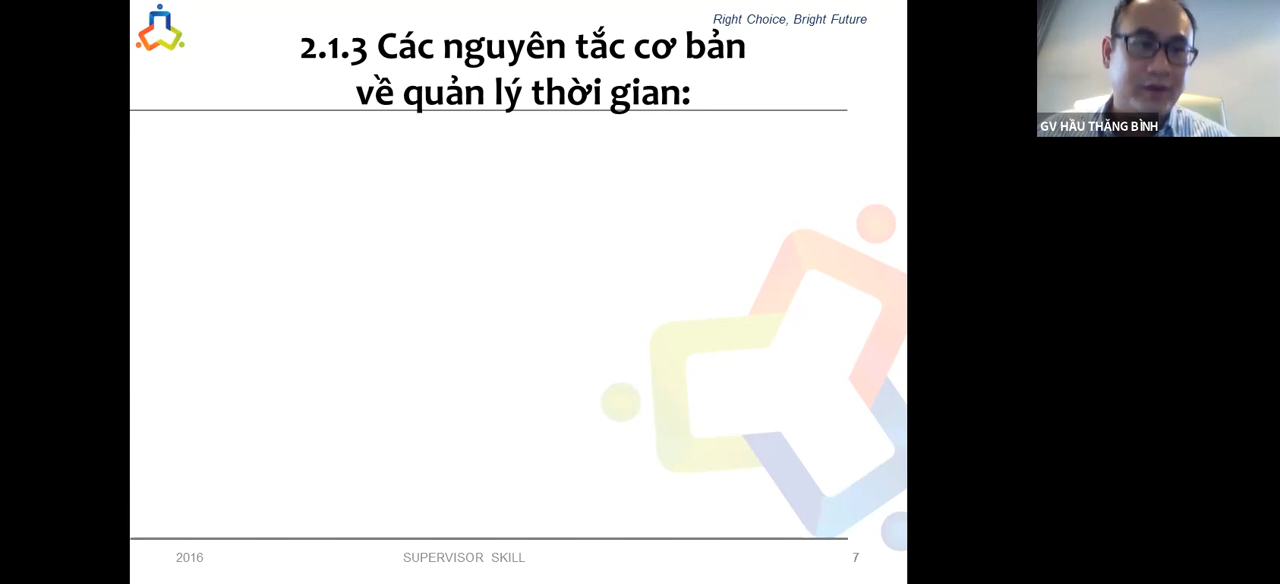 Right Choice, Bright Future
2.1.3 Các nguyên tắc cơ bản
về quản lý thời gian:
GV HẦU THĂNG BÌNH
2016
SUPERVISOR SKILL
7